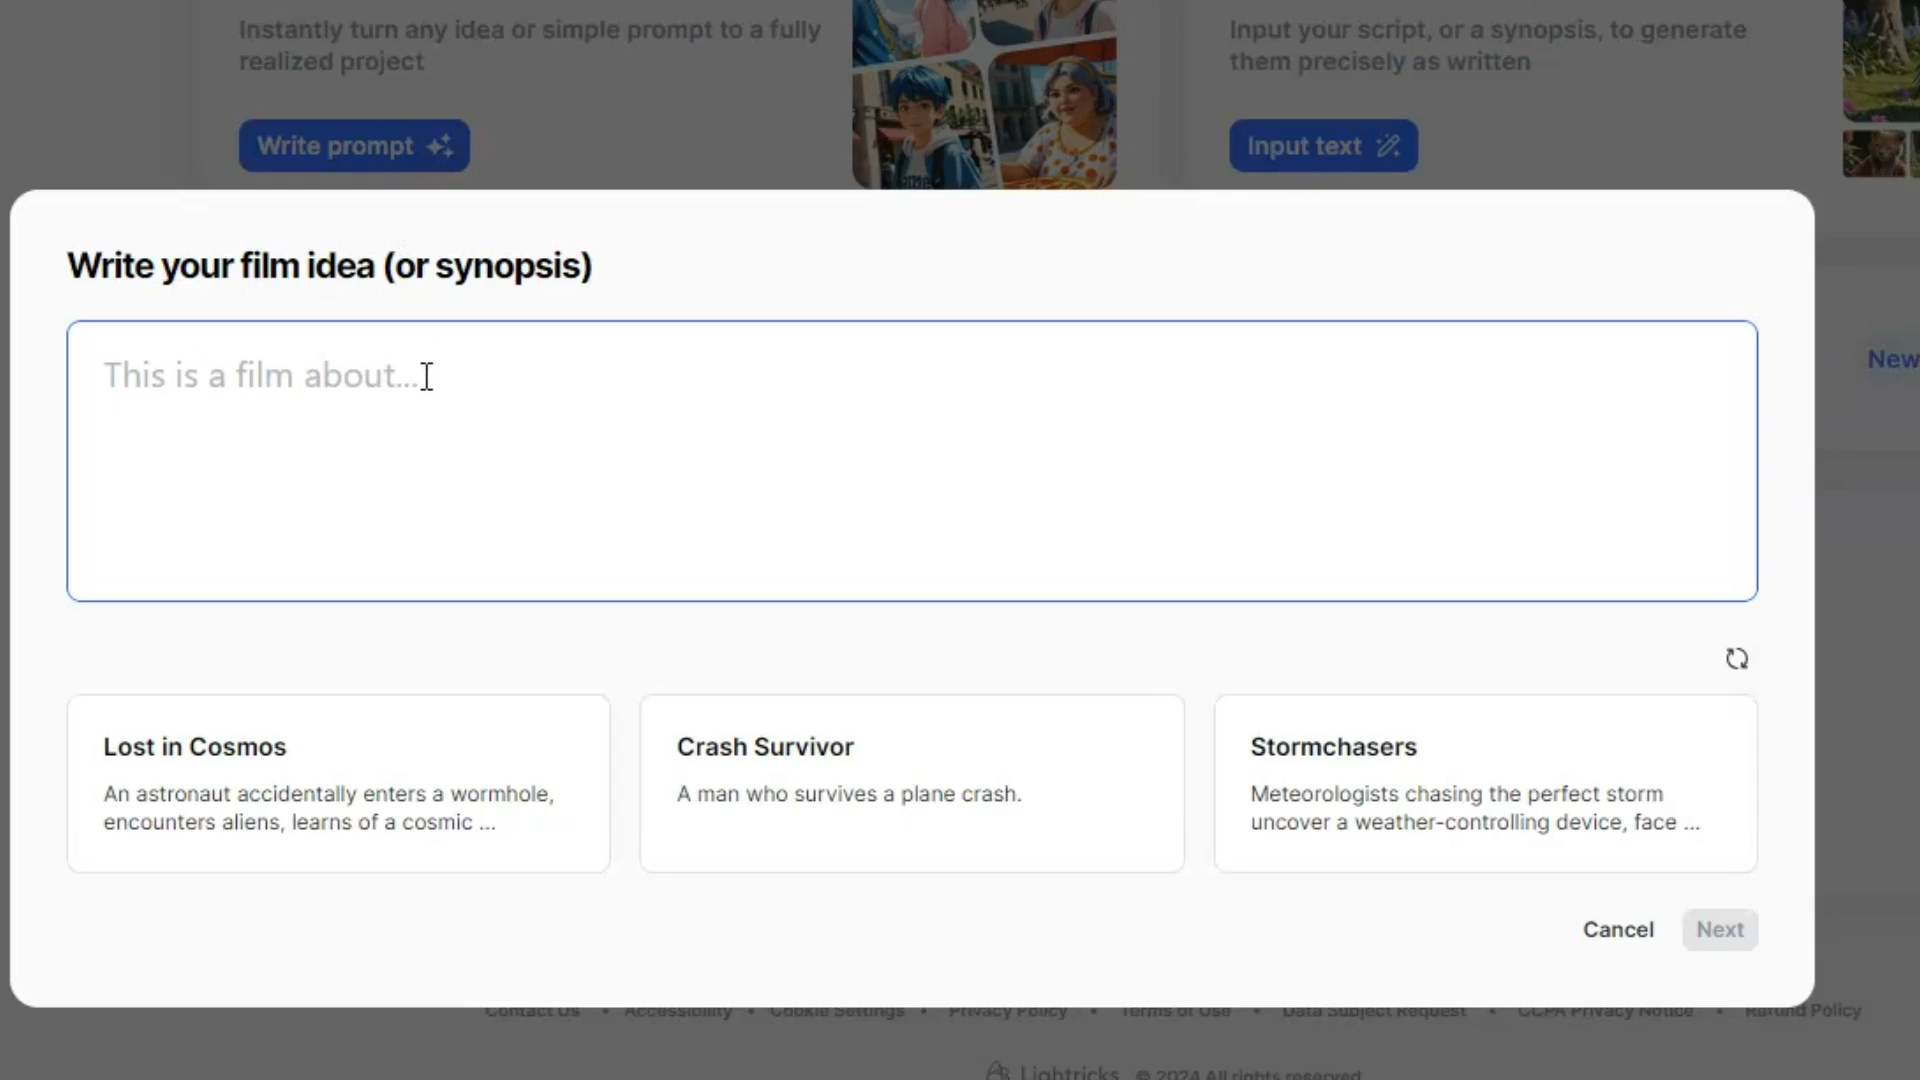 Instantly turn any idea or simple prompt to a fully
realized project
Write prompt
Input your script, or a synopsis, to generate
them precisely as written
Input text
Write your film idea (or synopsis)
This is a film about...
New
Lost in Cosmos
An astronaut accidentally enters a wormhole,
encounters aliens, learns of a cosmic ...
Crash Survivor
A man who survives a plane crash.
Stormchasers
Meteorologists chasing the perfect storm
uncover a weather-controlling device, face ...
Cancel
Next
Contact Us • Accessibility • Cookie Settings • Privacy Policy • Terms of Use • Data Subject Request • CCPA Privacy Notice • Refund Policy
Lightricks © 2024 All rights reserved